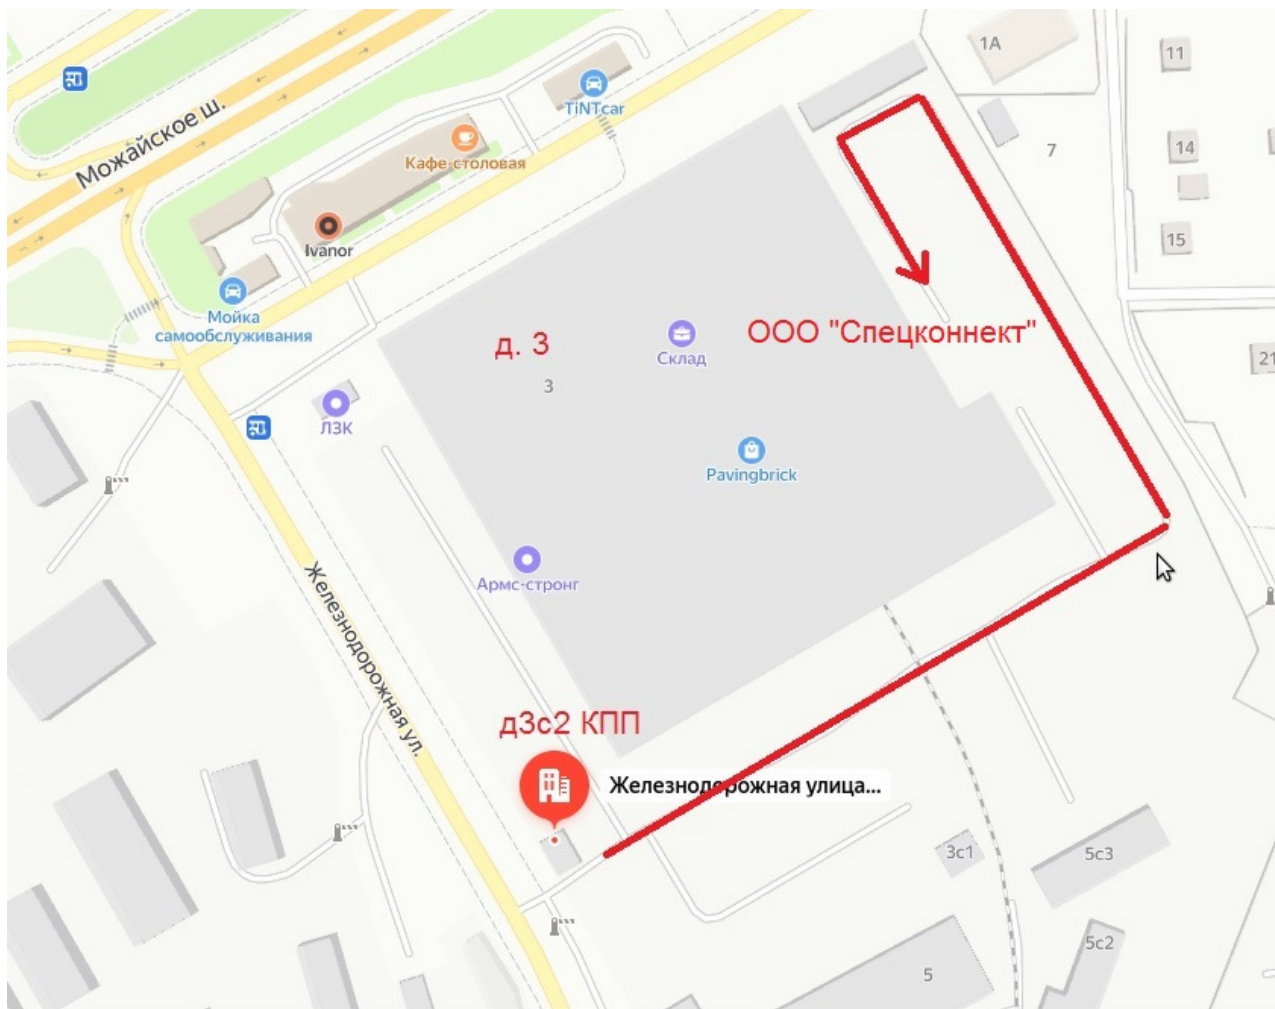 1А
11
TiNTcar
Можайское ш.
Кафе-столовая
7
14
Ivanor
15
Мойка
самообслуживания
д. 3
Склад
ООО "Спецконнект"
3
21
ЛЗК
Pavingbrick
Армс-стронг
Железнодорожная ул.
д3с2 КПП
Железнодорожная улица...
3с1
5с3
5с2
5